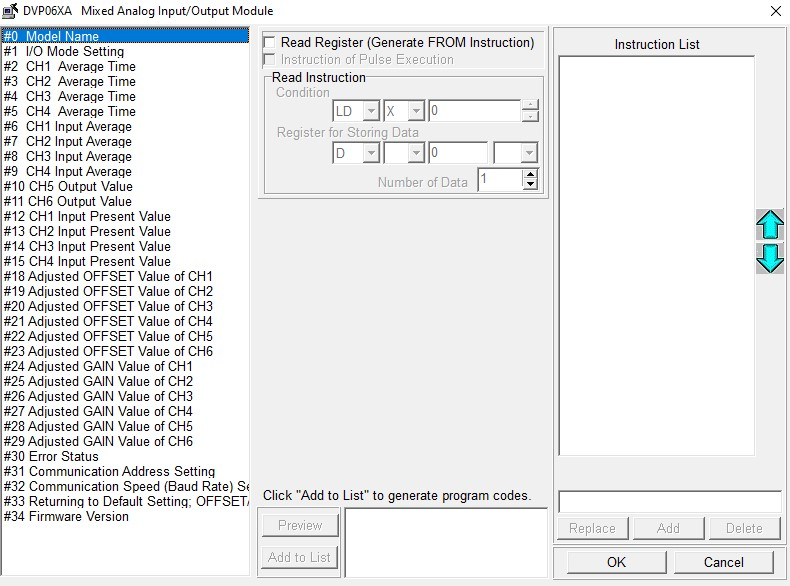 DVP06XA Mixed Analog Input/Output Module
#0 Model Name
#1 I/O Mode Setting
#2 CH1 Average Time
#3 CH2 Average Time
#4 CH3 Average Time
#5 CH4 Average Time
#6 CH1 Input Average
#7 CH2 Input Average
#8 CH3 Input Average
#9 CH4 Input Average
#10 CH5 Output Value
#11 CH6 Output Value
#12 CH1 Input Present Value
#13 CH2 Input Present Value
#14 CH3 Input Present Value
#15 CH4 Input Present Value
#18 Adjusted OFFSET Value of CH1
#19 Adjusted OFFSET Value of CH2
#20 Adjusted OFFSET Value of CH3
#21 Adjusted OFFSET Value of CH4
#22 Adjusted OFFSET Value of CH5
#23 Adjusted OFFSET Value of CH6
#24 Adjusted GAIN Value of CH1
#25 Adjusted GAIN Value of CH2
#26 Adjusted GAIN Value of CH3
#27 Adjusted GAIN Value of CH4
#28 Adjusted GAIN Value of CH5
#29 Adjusted GAIN Value of CH6
#30 Error Status
#31 Communication Address Setting
#32 Communication Speed (Baud Rate) Se
#33 Returning to Default Setting; OFFSET/
#34 Firmware Version
Read Register (Generate FROM Instruction)
Instruction of Pulse Execution
Read Instruction
Condition
LD X 0
Register for Storing Data
D 0
Number of Data 1
Click "Add to List" to generate program codes.
Preview
Add to List
Instruction List
Replace Add Delete
OK Cancel